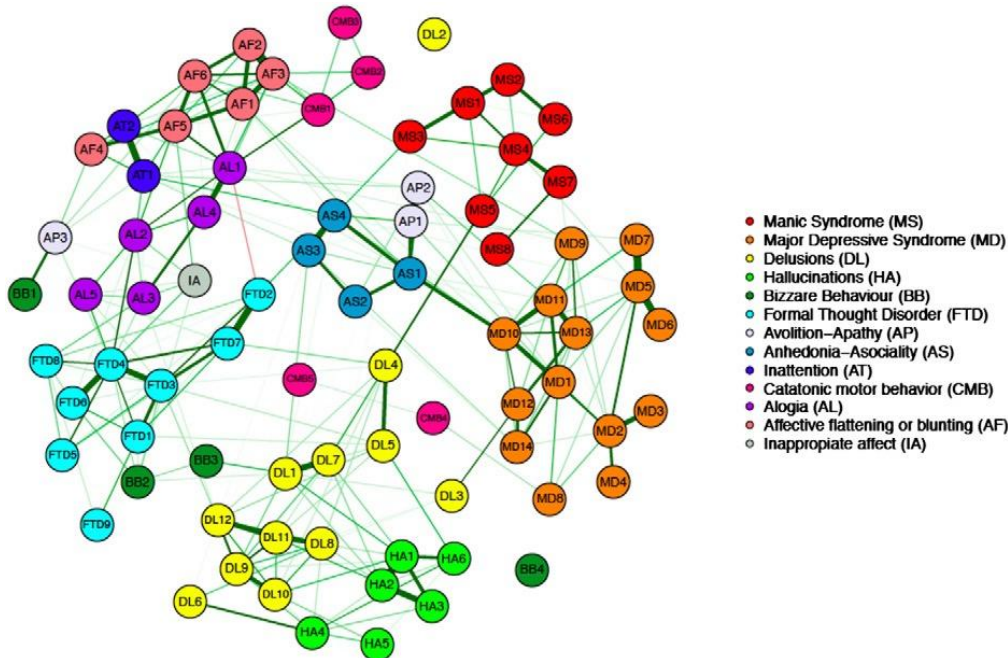 CMB3
DL2
AF2
AF6
AF3
CMB2
MS2
AF1
CMB1
MS1
MS6
AT2
AF5
MS3
MS4
AF4
AL1
AT1
MS7
AP2
AL4
MS5
AS4
AP1
AL2
AP3
MS8
MD9
MD7
AS3
AS1
IA
BB1
AL5
AL3
FTD2
AS2
MD11
MD5
MD10
MD13
MD6
FTD7
FTD8
FTD4
DL4
FTD3
CMB5
MD1
FTD6
MD12
MD3
CMB4
MD2
FTD1
DL5
MD14
FTD5
BB3
DL7
DL1
BB2
MD4
DL3
MD8
FTD9
DL12
DL11
DL8
HA1
HA6
DL9
BB4
HA2
DL10
DL6
HA3
HA4
HA5
Manic Syndrome (MS)
Major Depressive Syndrome (MD)
Delusions (DL)
Hallucinations (HA)
Bizzare Behaviour (BB)
Formal Thought Disorder (FTD)
Avolition–Apathy (AP)
Anhedonia–Asociality (AS)
Inattention (AT)
Catatonic motor behavior (CMB)
Alogia (AL)
Affective flattening or blunting (AF)
Inappropiate affect (IA)